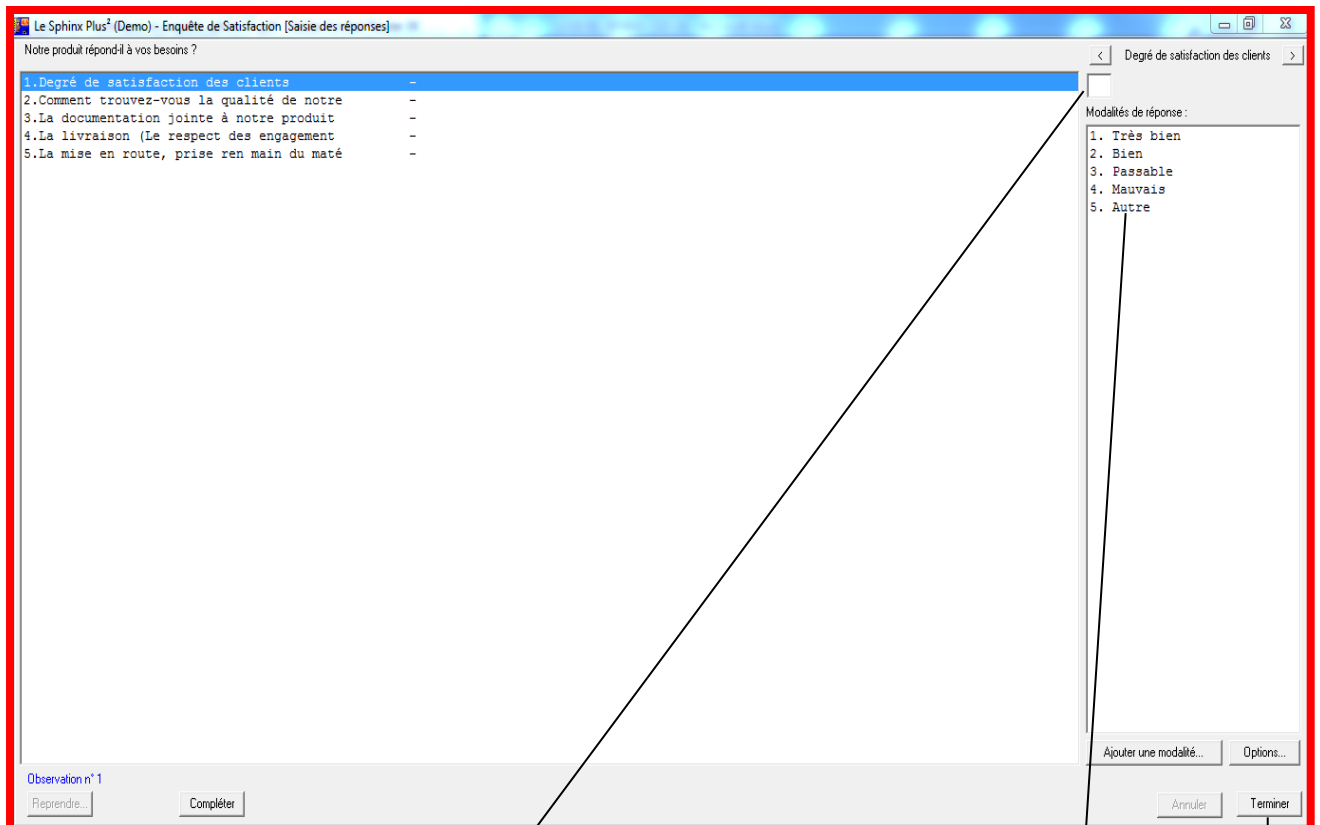 Le Sphinx Plus² (Demo) - Enquête de Satisfaction [Saisie des réponses]
Notre produit répond-il à vos besoins ?
< Degré de satisfaction des clients >
1.Degré de satisfaction des clients -
2.Comment trouvez-vous la qualité de notre -
3.La documentation jointe à notre produit -
4.La livraison (Le respect des engagement -
5.La mise en route, prise ren main du maté -
Modalités de réponse :
1. Très bien
2. Bien
3. Passable
4. Mauvais
5. Autre
Ajouter une modalité... Options...
Observation n° 1
Reprendre... Compléter Annuler Terminer